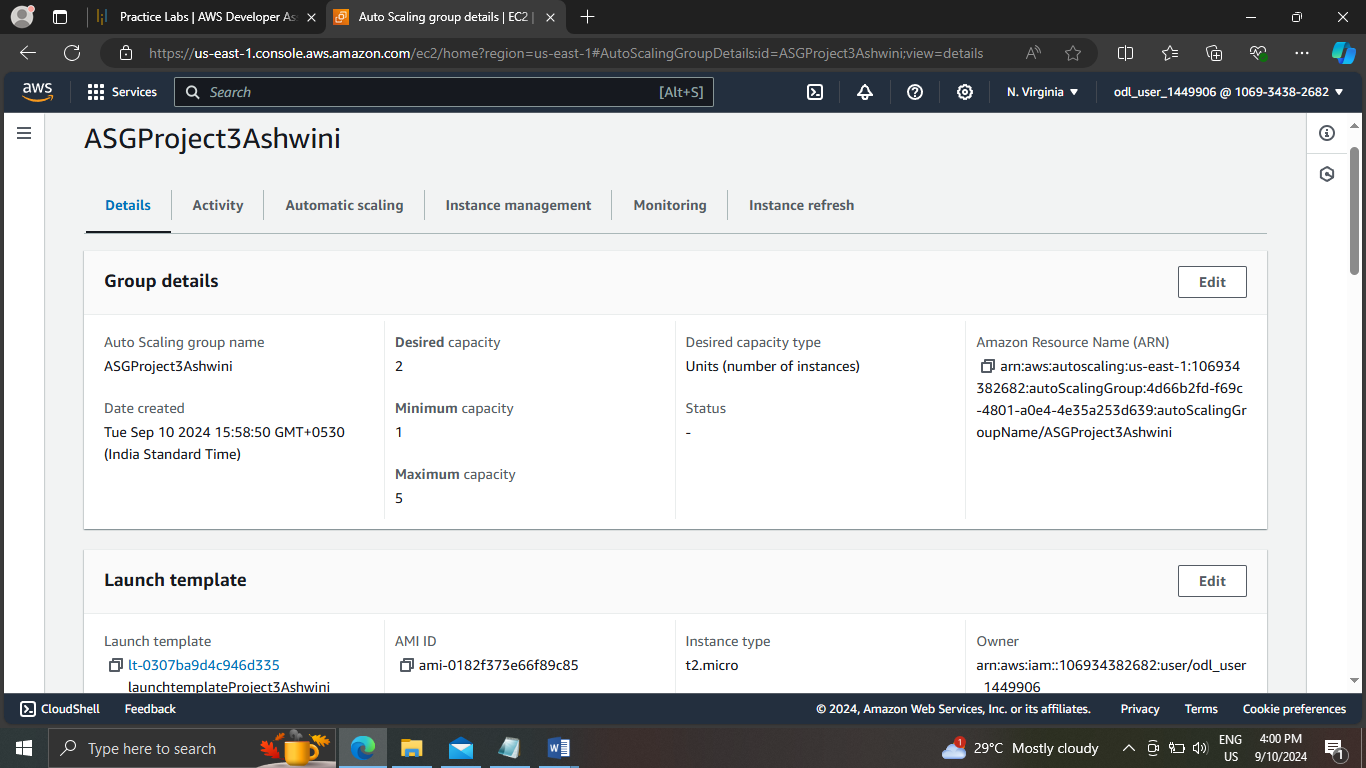 Practice Labs | AWS Developer As
Auto Scaling group details | EC2 |
https://us-east-1.console.aws.amazon.com/ec2/home?region=us-east-1#AutoScalingGroupDetails:id=ASGProject3Ashwini;view=details
aws
Services
Search
[Alt+S]
N. Virginia
odl_user_1449906 @ 1069-3438-2682
ASGProject3Ashwini
Details
Activity
Automatic scaling
Instance management
Monitoring
Instance refresh
Group details
Edit
Auto Scaling group name
ASGProject3Ashwini
Date created
Tue Sep 10 2024 15:58:50 GMT+0530
(India Standard Time)
Desired capacity
2
Minimum capacity
1
Maximum capacity
5
Desired capacity type
Units (number of instances)
Status
-
Amazon Resource Name (ARN)
arn:aws:autoscaling:us-east-1:106934
382682:autoScalingGroup:4d66b2fd-f69c
-4801-a0e4-4e35a253d639:autoScalingGr
oupName/ASGProject3Ashwini
Launch template
Edit
Launch template
lt-0307ba9d4c946d335
launchtemplateProject3Ashwini
AMI ID
ami-0182f373e66f89c85
Instance type
t2.micro
Owner
arn:aws:iam::106934382682:user/odl_user
_1449906
CloudShell
Feedback
© 2024, Amazon Web Services, Inc. or its affiliates.
Privacy
Terms
Cookie preferences
Type here to search
1
29°C Mostly cloudy
ENG
US
4:00 PM
9/10/2024
1